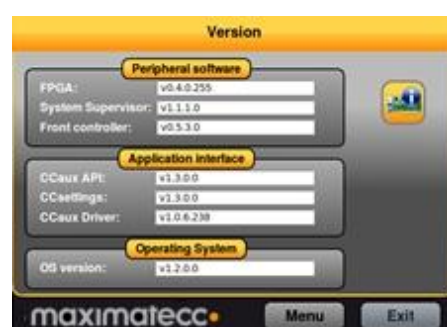 Version
Peripheral software
FPGA: v0.4.0.255
System Supervisor: v1.1.1.0
Front controller: v0.5.3.0
Application interface
CCaux API: v1.3.0.0
CCsettings: v1.3.0.0
CCaux Driver: v1.0.6.238
Operating System
OS version: v1.2.0.0
maximatecc
Menu
Exit